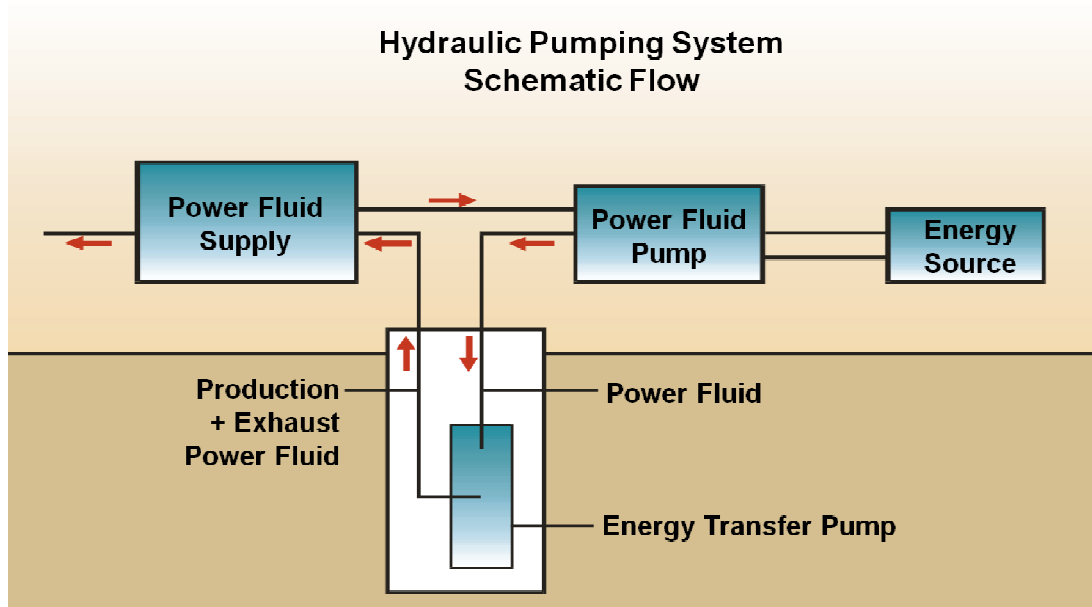 Hydraulic Pumping System
Schematic Flow
Power Fluid
Supply
Power Fluid
Pump
Energy
Source
Production
+ Exhaust
Power Fluid
Power Fluid
Energy Transfer Pump